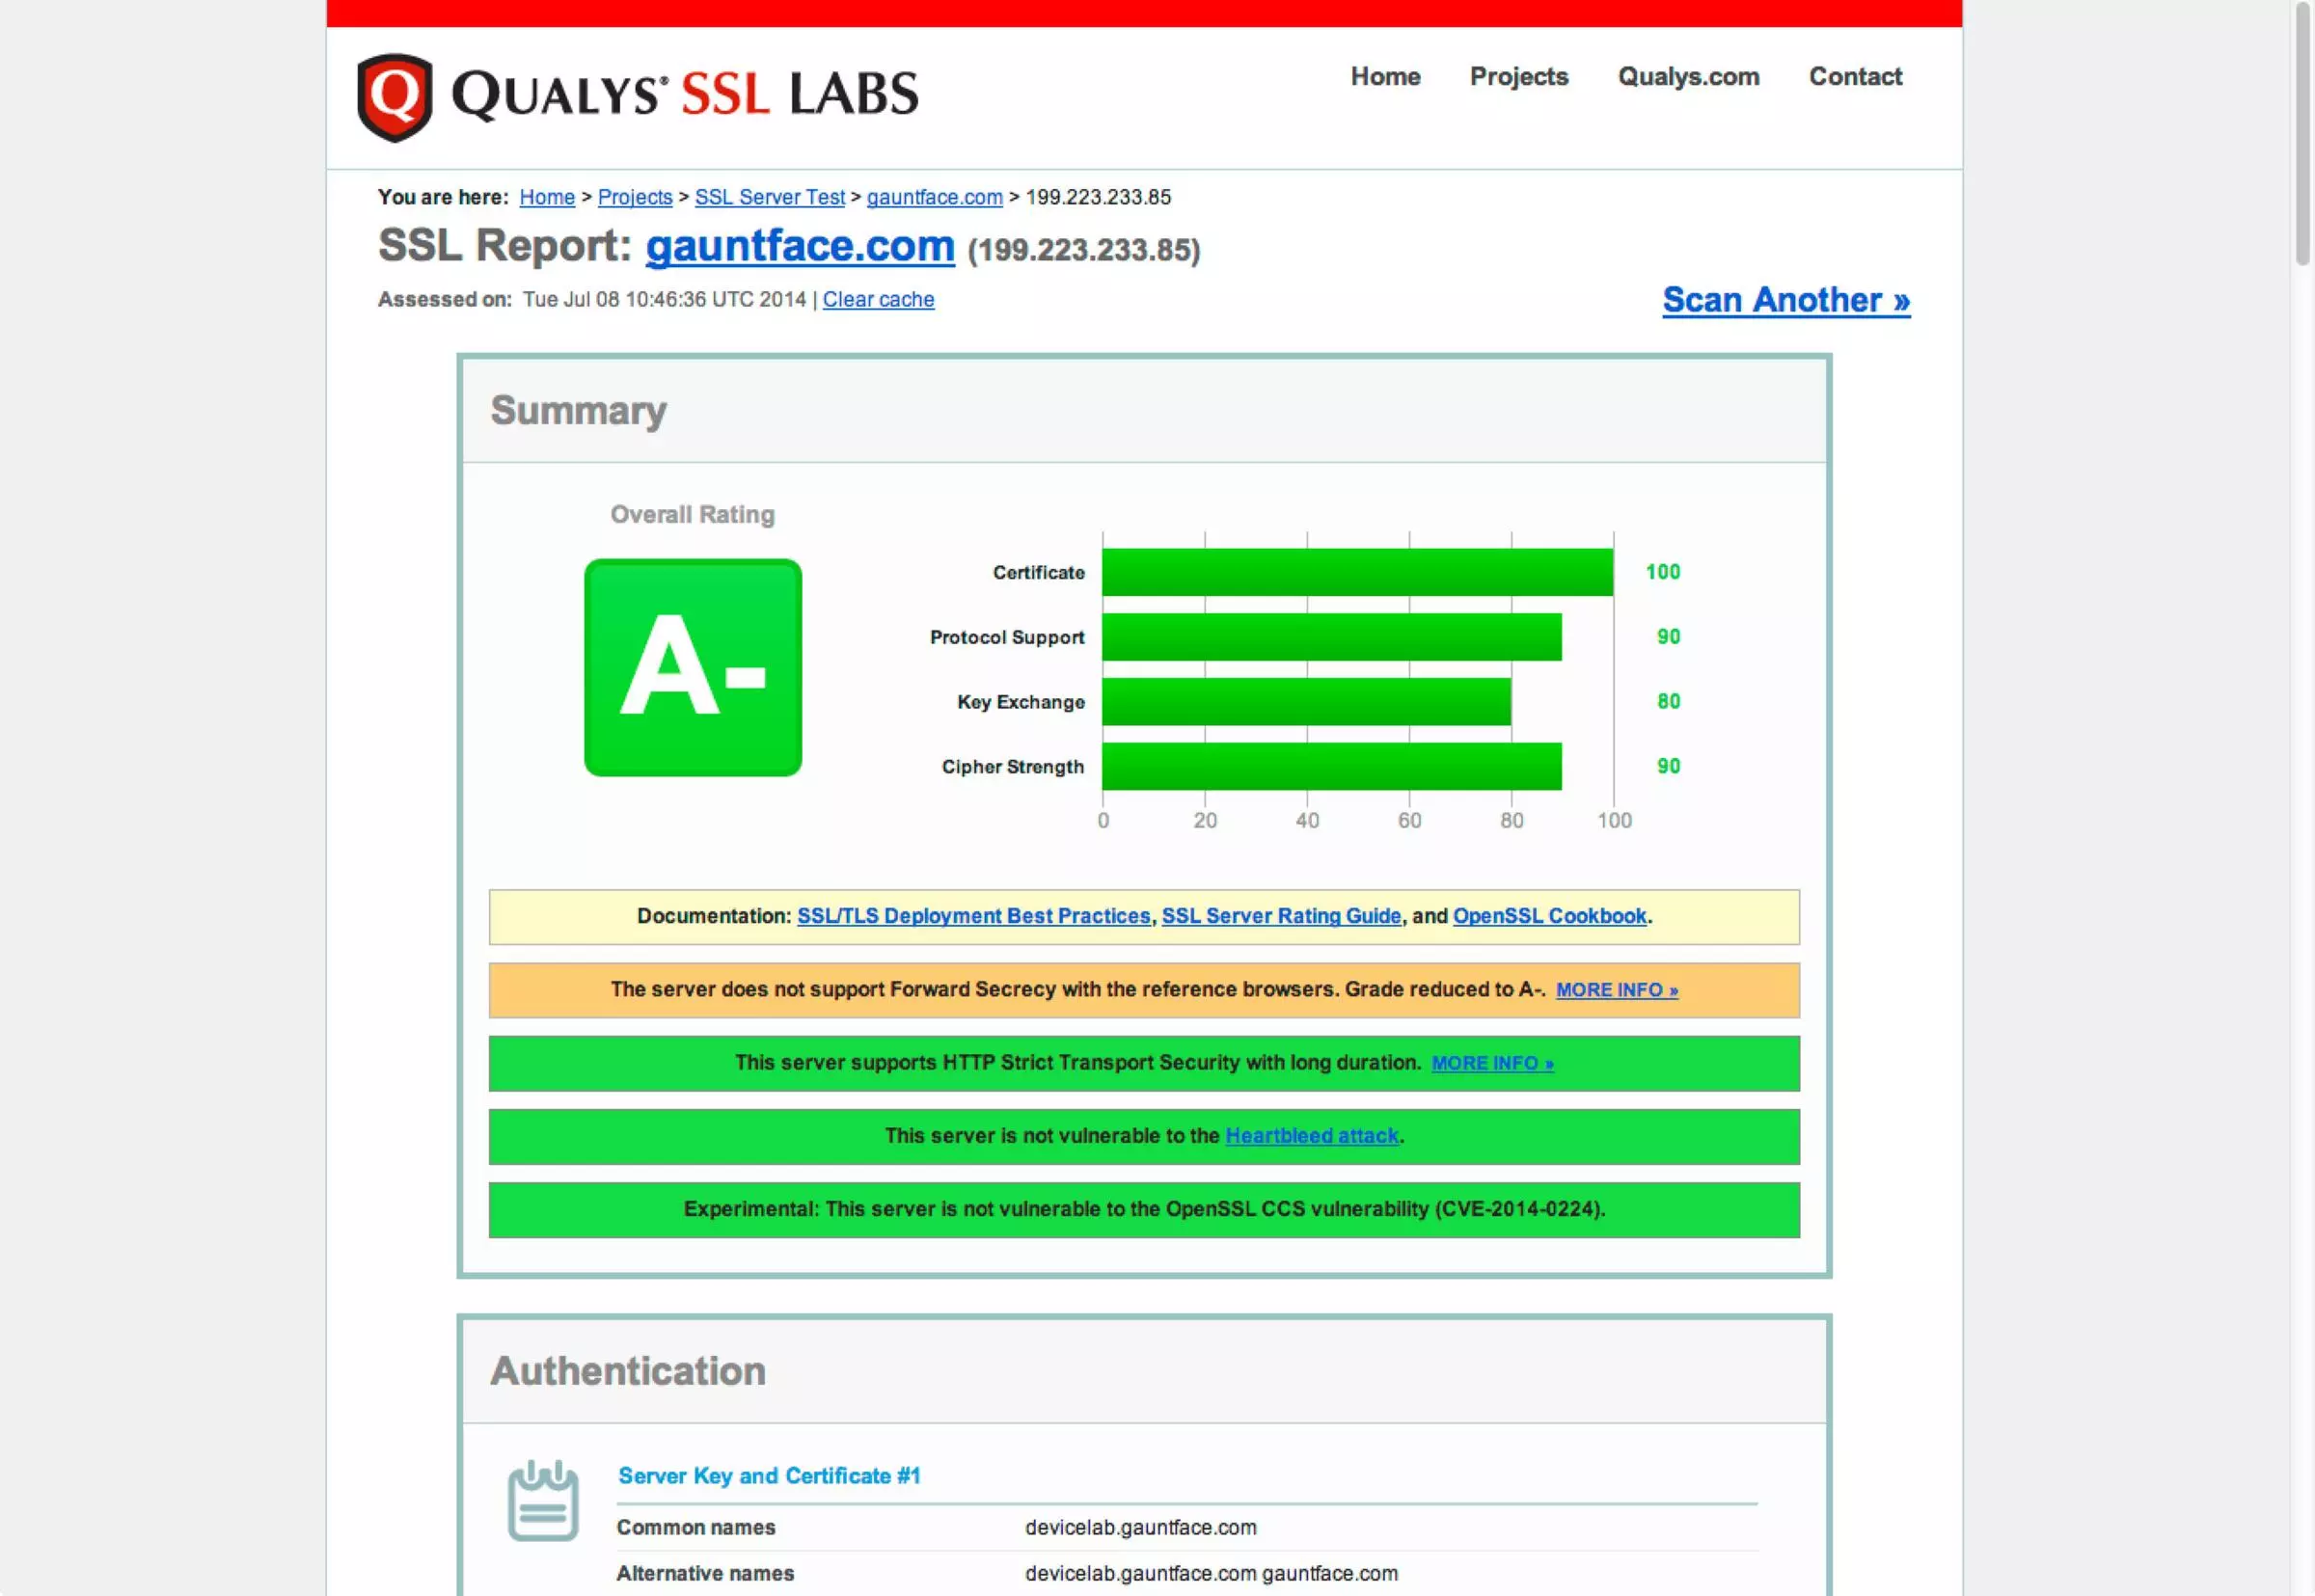 Q QUALYS® SSL LABS
Home Projects Qualys.com Contact
You are here: Home > Projects > SSL Server Test > gauntface.com > 199.223.233.85
SSL Report: gauntface.com (199.223.233.85)
Assessed on: Tue Jul 08 10:46:36 UTC 2014 | Clear cache
Scan Another »
Summary
Overall Rating
A-
Certificate 100
Protocol Support 90
Key Exchange 80
Cipher Strength 90
0 20 40 60 80 100
Documentation: SSL/TLS Deployment Best Practices, SSL Server Rating Guide, and OpenSSL Cookbook.
The server does not support Forward Secrecy with the reference browsers. Grade reduced to A-. MORE INFO »
This server supports HTTP Strict Transport Security with long duration. MORE INFO »
This server is not vulnerable to the Heartbleed attack.
Experimental: This server is not vulnerable to the OpenSSL CCS vulnerability (CVE-2014-0224).
Authentication
Server Key and Certificate #1
Common names devicelab.gauntface.com
Alternative names devicelab.gauntface.com gauntface.com